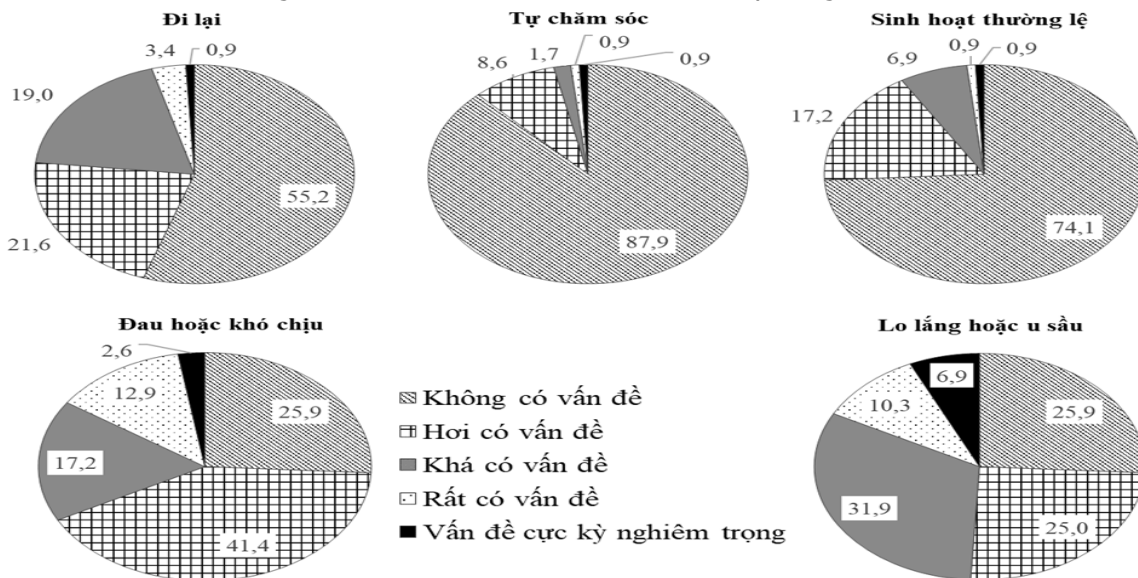 Đi lại
0,9
3,4
19,0
21,6
55,2
Tự chăm sóc
0,9
1,7
8,6
0,9
87,9
Sinh hoạt thường lệ
0,9
6,9
0,9
17,2
74,1
Đau hoặc khó chịu
2,6
12,9
25,9
17,2
41,4
Không có vấn đề
Hơi có vấn đề
Khá có vấn đề
Rất có vấn đề
Vấn đề cực kỳ nghiêm trọng
Lo lắng hoặc u sầu
6,9
10,3
25,9
31,9
25,0